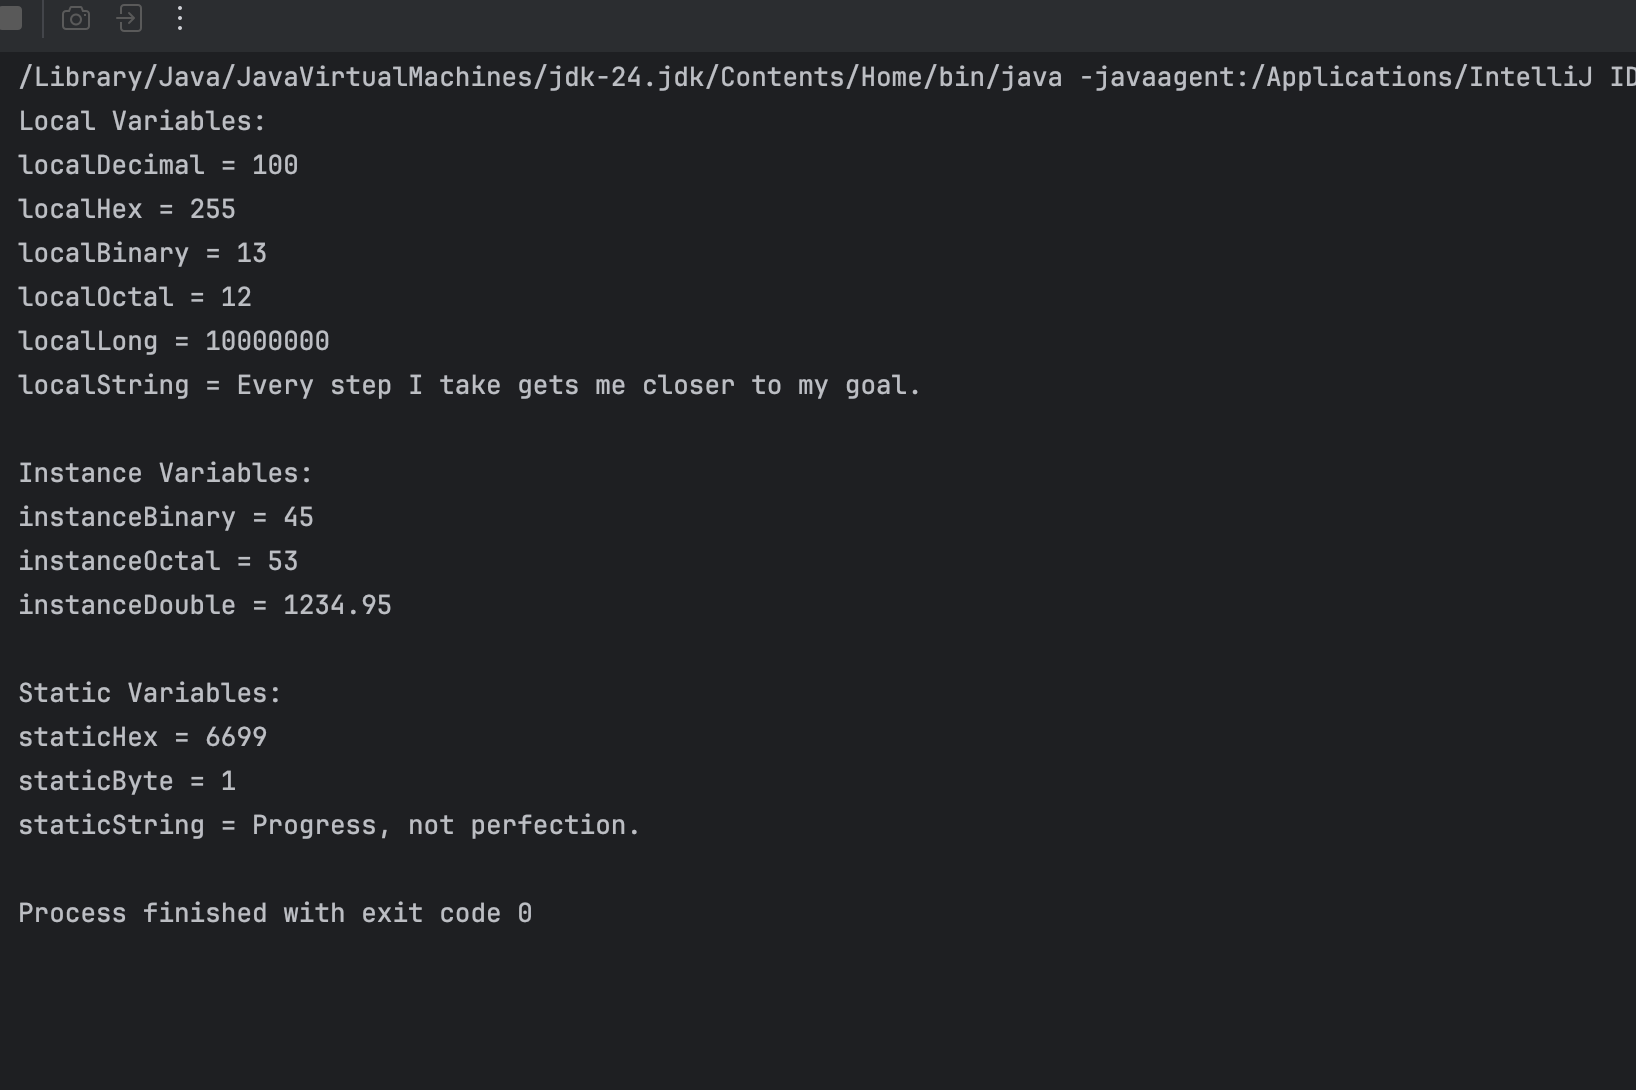 /Library/Java/JavaVirtualMachines/jdk-24.jdk/Contents/Home/bin/java -javaagent:/Applications/IntelliJ ID
Local Variables:
localDecimal = 100
localHex = 255
localBinary = 13
localOctal = 12
localLong = 10000000
localString = Every step I take gets me closer to my goal.
Instance Variables:
instanceBinary = 45
instanceOctal = 53
instanceDouble = 1234.95
Static Variables:
staticHex = 6699
staticByte = 1
staticString = Progress, not perfection.
Process finished with exit code 0